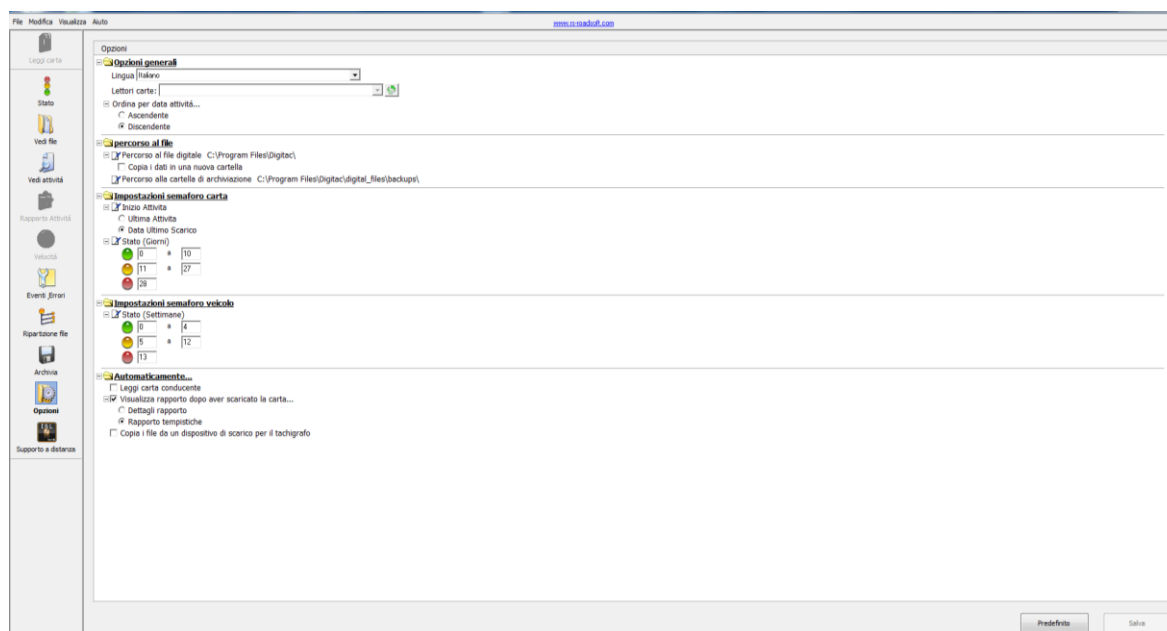 File Modifica Visualizza Aiuto
www.rs-roadsoft.com
Leggi carta
Stato
Vedi file
Vedi attività
Rapporto Attività
Velocità
Eventi ,Errori
Ripartizione file
Archivia
Opzioni
Supporto a distanza
Opzioni
Opzioni generali
Lingua Italiano
Lettori carte:
Ordina per data attività...
Ascendente
Discendente
percorso al file
Percorso al file digitale C:\Program Files\Digitac\
Copia i dati in una nuova cartella
Percorso alla cartella di archiviazione C:\Program Files\Digitac\digital_files\backups\
Impostazioni semaforo carta
Inizio Attivita
Ultima Attivita
Data Ultimo Scarico
Stato (Giorni)
0 a 10
11 a 27
28
Impostazioni semaforo veicolo
Stato (Settimane)
0 a 4
5 a 12
13
Automaticamente...
Leggi carta conducente
Visualizza rapporto dopo aver scaricato la carta...
Dettagli rapporto
Rapporto tempistiche
Copia i file da un dispositivo di scarico per il tachigrafo
Predefinito Salva